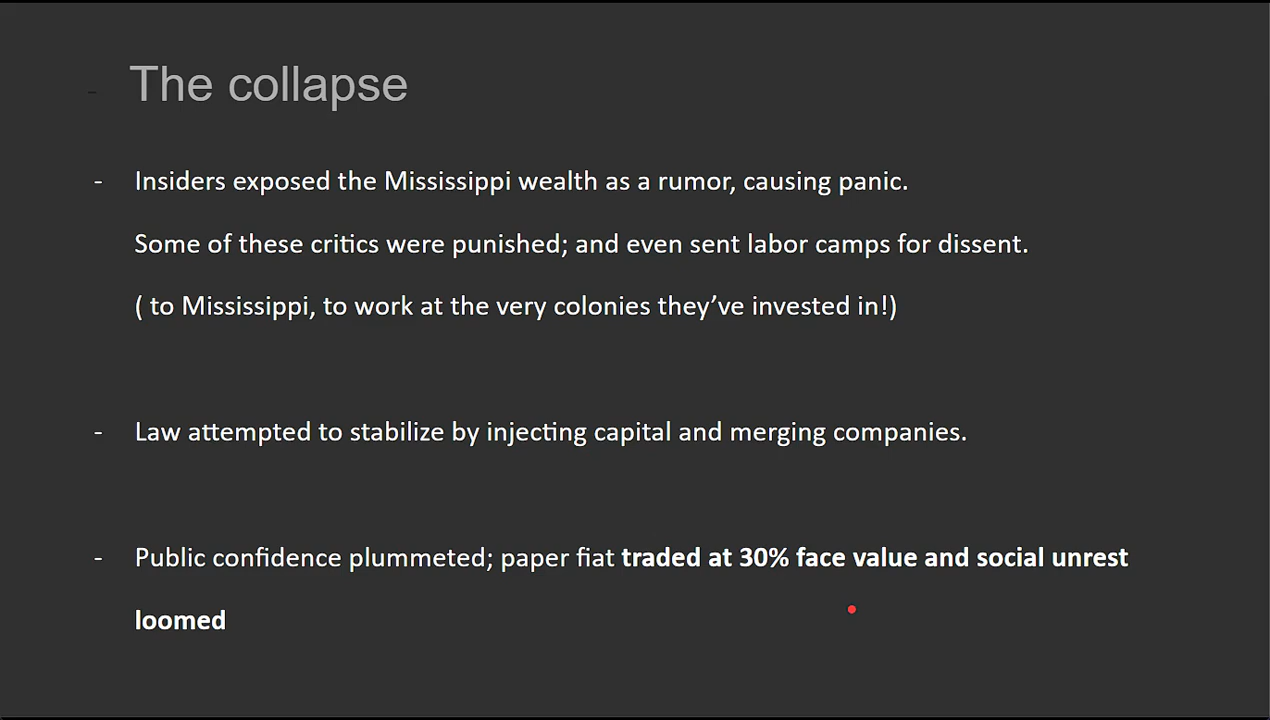 The collapse
- Insiders exposed the Mississippi wealth as a rumor, causing panic.
Some of these critics were punished; and even sent labor camps for dissent.
( to Mississippi, to work at the very colonies they’ve invested in!)
- Law attempted to stabilize by injecting capital and merging companies.
- Public confidence plummeted; paper fiat traded at 30% face value and social unrest
loomed